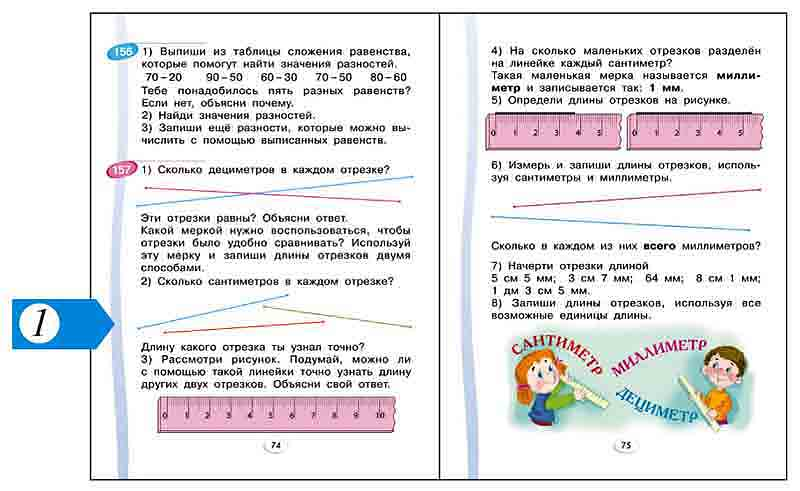 1
156 1) Выпиши из таблицы сложения равенства,
которые помогут найти значения разностей.
70 – 20 90 – 50 60 – 30 70 – 50 80 – 60
Тебе понадобилось пять разных равенств?
Если нет, объясни почему.
2) Найди значения разностей.
3) Запиши ещё разности, которые можно вы-
числить с помощью выписанных равенств.
157 1) Сколько дециметров в каждом отрезке?
Эти отрезки равны? Объясни ответ.
Какой меркой нужно воспользоваться, чтобы
отрезки было удобно сравнивать? Используй
эту мерку и запиши длины отрезков двумя
способами.
2) Сколько сантиметров в каждом отрезке?
Длину какого отрезка ты узнал точно?
3) Рассмотри рисунок. Подумай, можно ли
с помощью такой линейки точно узнать длину
других двух отрезков. Объясни свой ответ.
0 1 2 3 4 5 6 7 8 9 10
74
4) На сколько маленьких отрезков разделён
на линейке каждый сантиметр?
Такая маленькая мерка называется милли-
метр и записывается так: 1 мм.
5) Определи длины отрезков на рисунке.
0 1 2 3 4 5 0 1 2 3 4 5
6) Измерь и запиши длины отрезков, исполь-
зуя сантиметры и миллиметры.
Сколько в каждом из них всего миллиметров?
7) Начерти отрезки длиной
5 см 5 мм; 3 см 7 мм; 64 мм; 8 см 1 мм;
1 дм 3 см 5 мм.
8) Запиши длины отрезков, используя все
возможные единицы длины.
САНТИМЕТР
МИЛЛИМЕТР
ДЕЦИМЕТР
75